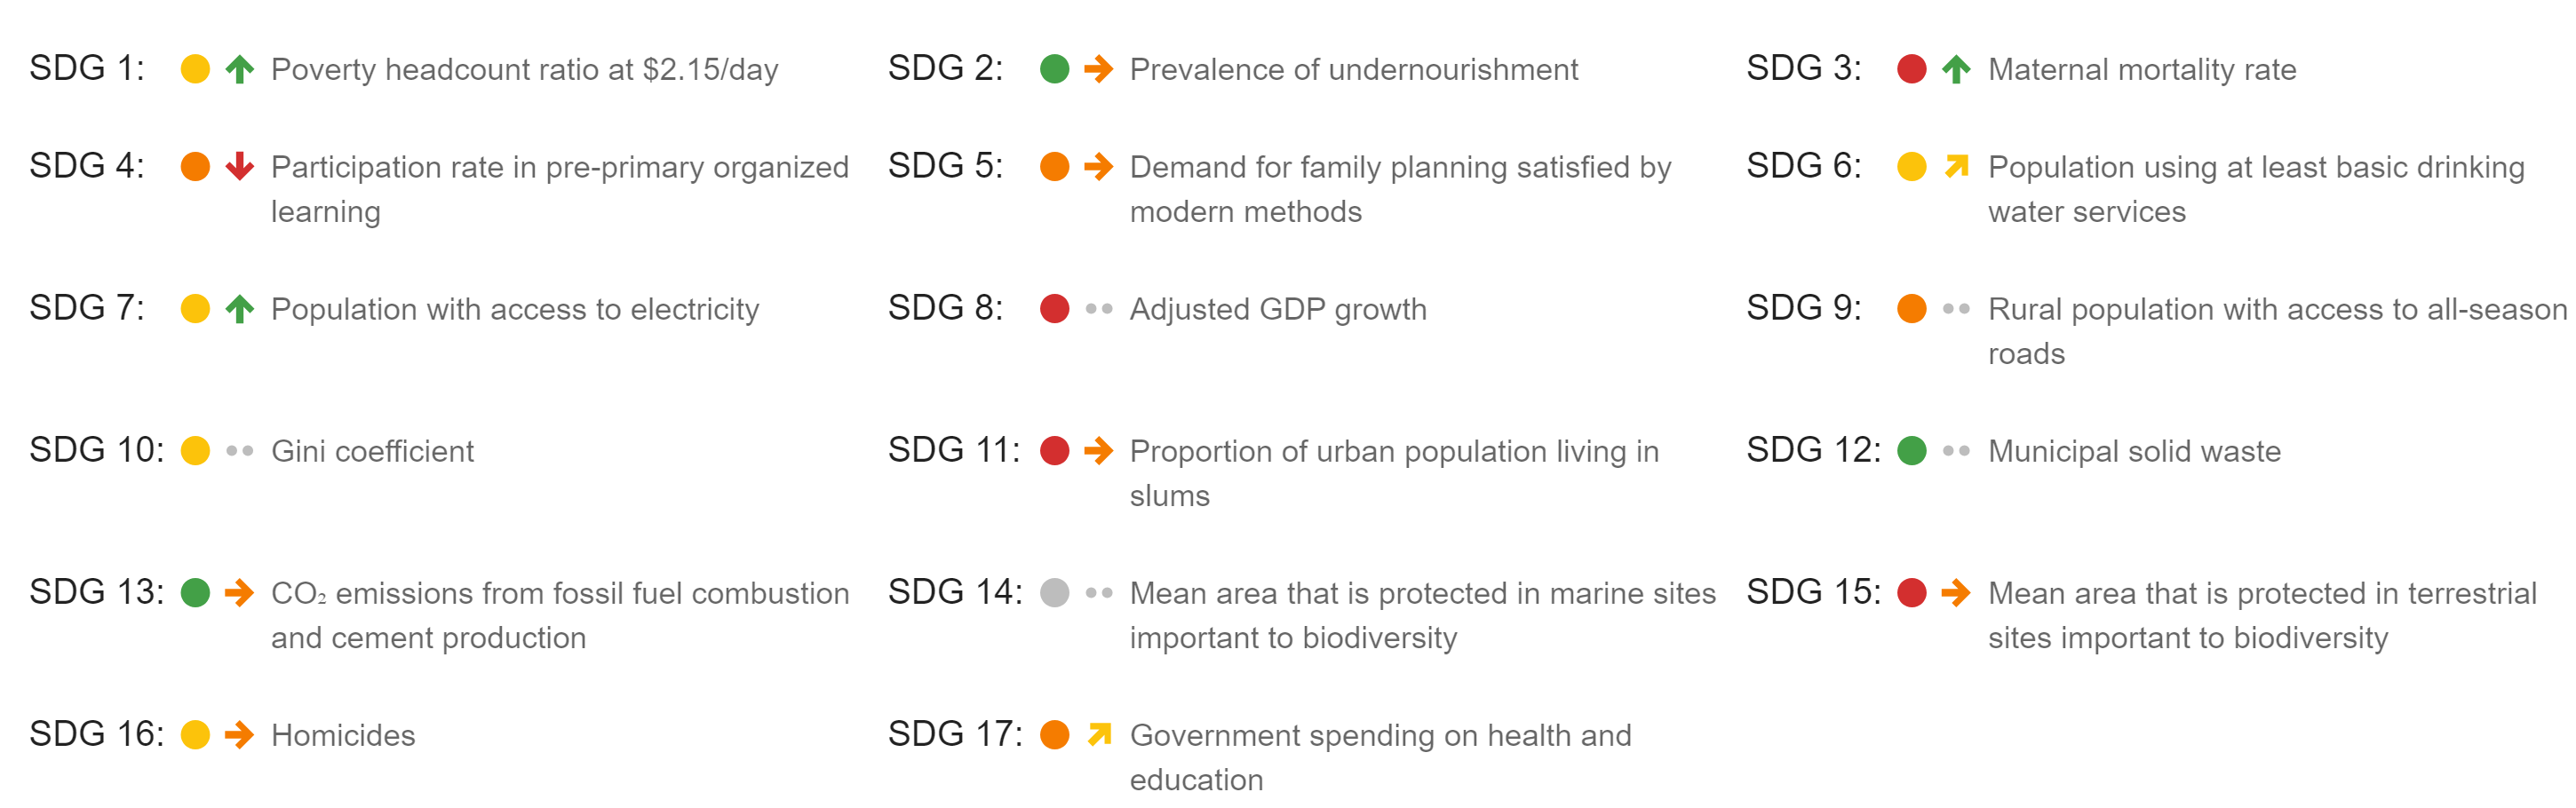 SDG 1: Poverty headcount ratio at $2.15/day
SDG 2: Prevalence of undernourishment
SDG 3: Maternal mortality rate
SDG 4: Participation rate in pre-primary organized
learning
SDG 5: Demand for family planning satisfied by
modern methods
SDG 6: Population using at least basic drinking
water services
SDG 7: Population with access to electricity
SDG 8: Adjusted GDP growth
SDG 9: Rural population with access to all-season
roads
SDG 10: Gini coefficient
SDG 11: Proportion of urban population living in
slums
SDG 12: Municipal solid waste
SDG 13: CO₂ emissions from fossil fuel combustion
and cement production
SDG 14: Mean area that is protected in marine sites
important to biodiversity
SDG 15: Mean area that is protected in terrestrial
sites important to biodiversity
SDG 16: Homicides
SDG 17: Government spending on health and
education